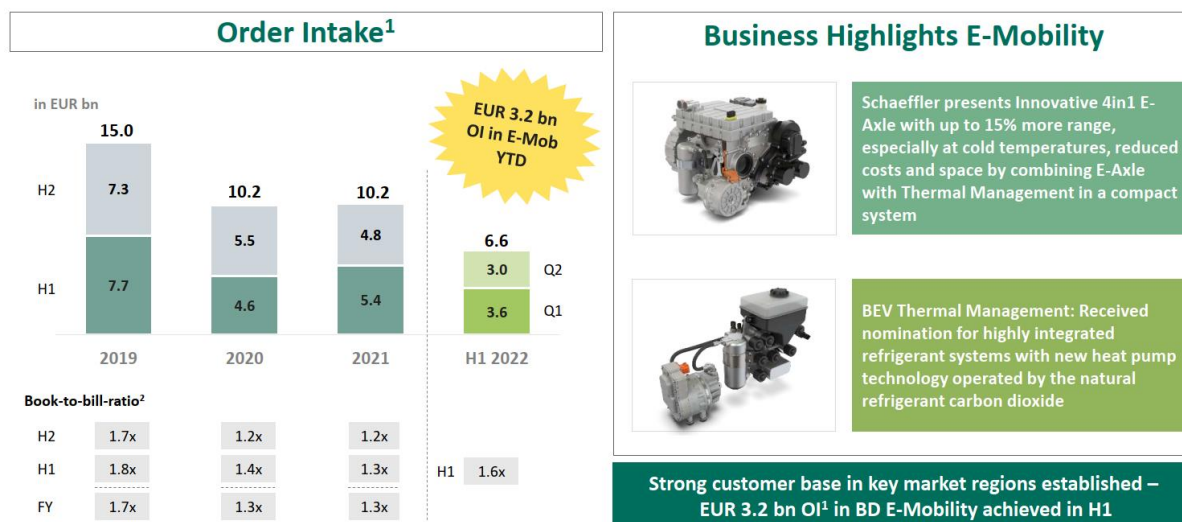 Order Intake1
in EUR bn
EUR 3.2 bn
OI in E-Mob
YTD
15.0
H2
7.3
10.2
10.2
5.5
4.8
6.6
3.0
Q2
H1
7.7
4.6
5.4
3.6
Q1
2019
2020
2021
H1 2022
Book-to-bill-ratio2
H2
1.7x
1.2x
1.2x
H1
1.8x
1.4x
1.3x
H1
1.6x
FY
1.7x
1.3x
1.3x
Business Highlights E-Mobility
Schaeffler presents Innovative 4in1 E-
Axle with up to 15% more range,
especially at cold temperatures, reduced
costs and space by combining E-Axle
with Thermal Management in a compact
system
BEV Thermal Management: Received
nomination for highly integrated
refrigerant systems with new heat pump
technology operated by the natural
refrigerant carbon dioxide
Strong customer base in key market regions established –
EUR 3.2 bn OI1 in BD E-Mobility achieved in H1